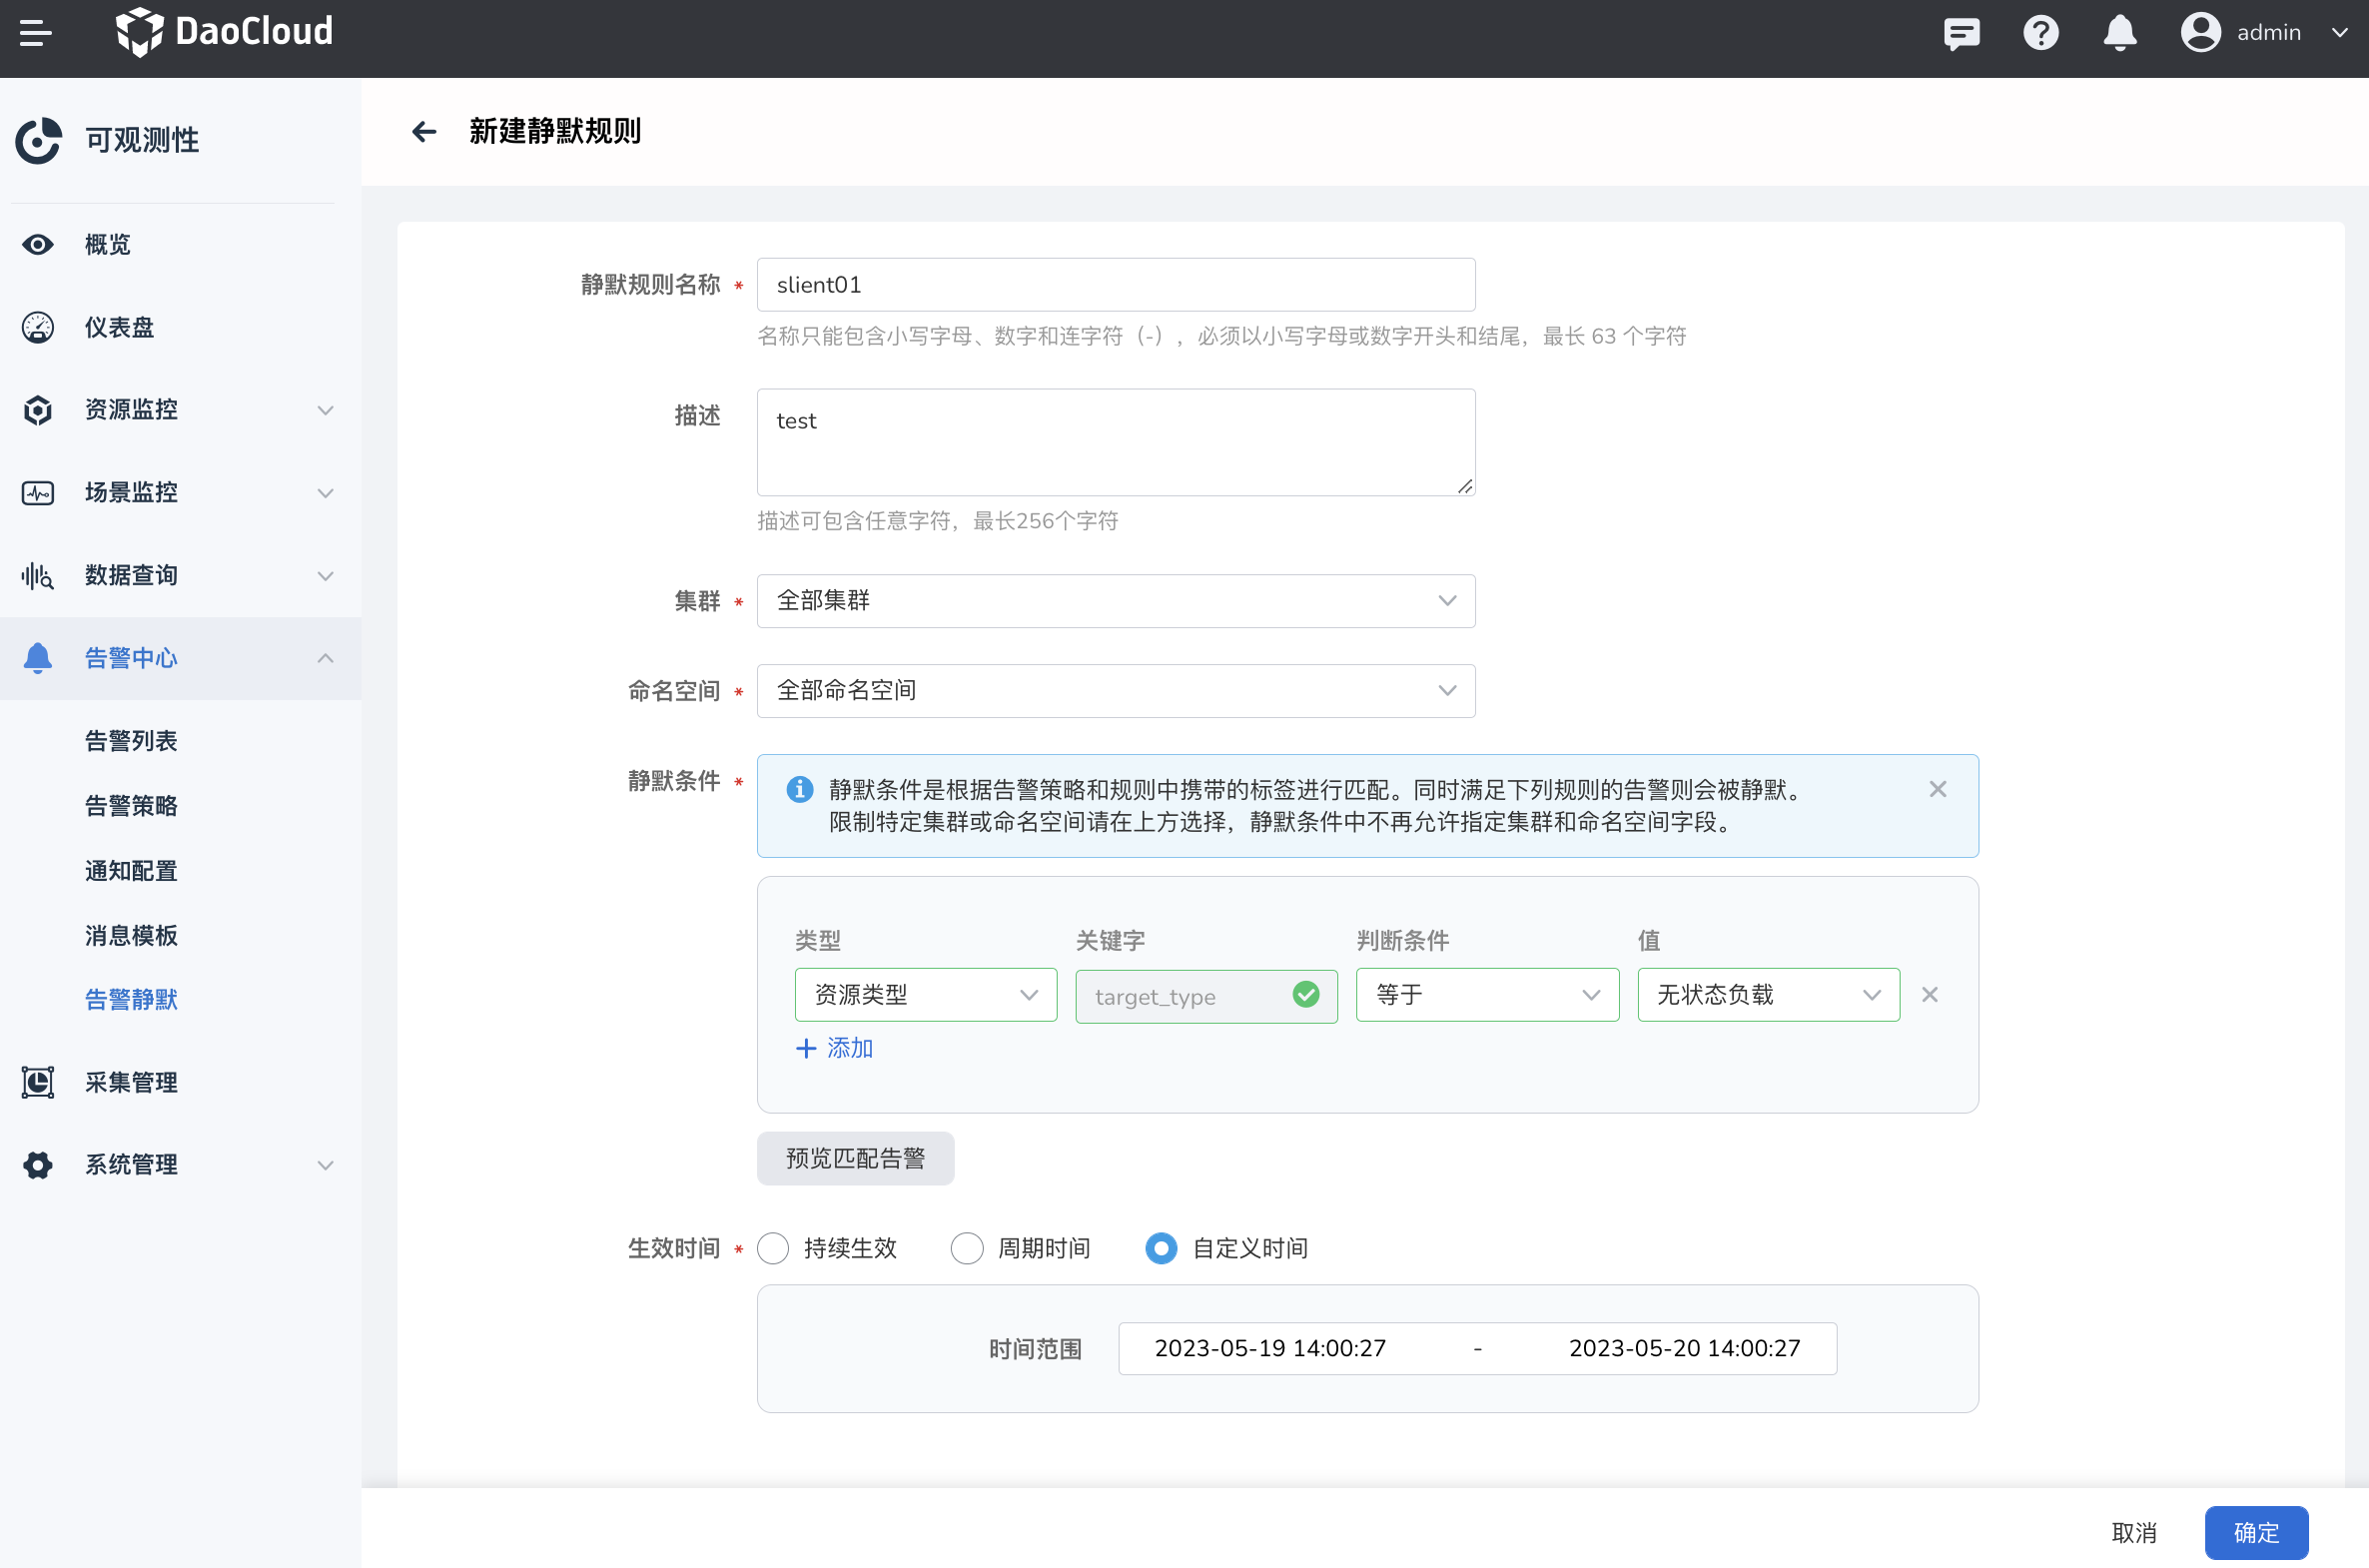 DaoCloud
admin
可观测性
概览
仪表盘
资源监控
场景监控
数据查询
告警中心
告警列表
告警策略
通知配置
消息模板
告警静默
采集管理
系统管理
新建静默规则
静默规则名称 * slient01
名称只能包含小写字母、数字和连字符（-），必须以小写字母或数字开头和结尾，最长 63 个字符
描述 test
描述可包含任意字符，最长256个字符
集群 * 全部集群
命名空间 * 全部命名空间
静默条件 * 静默条件是根据告警策略和规则中携带的标签进行匹配。同时满足下列规则的告警则会被静默。
限制特定集群或命名空间请在上方选择，静默条件中不再允许指定集群和命名空间字段。
类型 关键字 判断条件 值
资源类型 target_type 等于 无状态负载
+ 添加
预览匹配告警
生效时间 * 持续生效 周期时间 自定义时间
时间范围 2023-05-19 14:00:27 - 2023-05-20 14:00:27
取消 确定